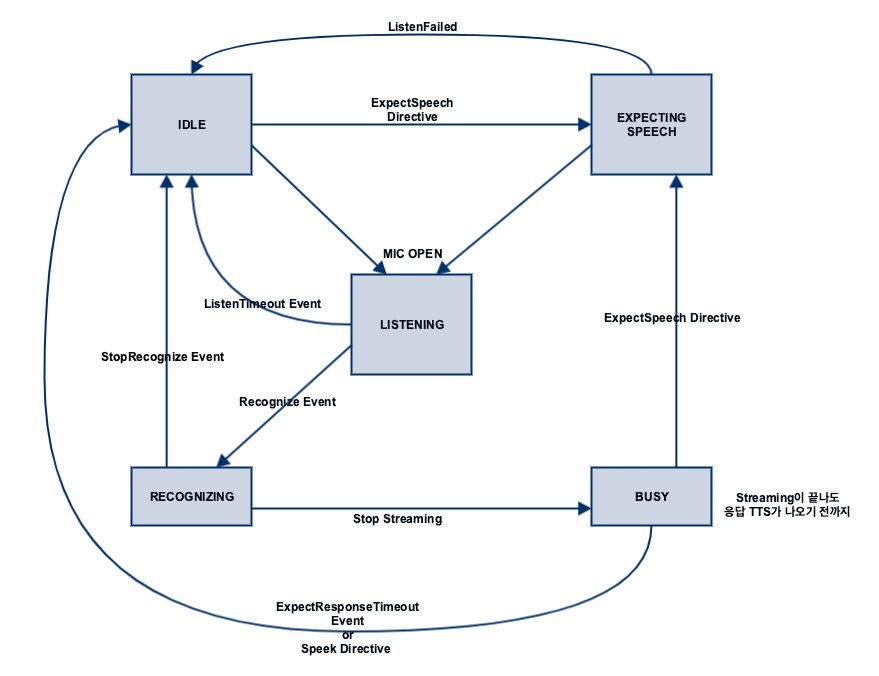 ListenFailed
IDLE
ExpectSpeech
Directive
EXPECTING
SPEECH
MIC OPEN
ListenTimeout Event
LISTENING
ExpectSpeech Directive
StopRecognize Event
Recognize Event
RECOGNIZING
Stop Streaming
BUSY
Streaming이 끝나도
응답 TTS가 나오기 전까지
ExpectResponseTimeout
Event
or
Speek Directive